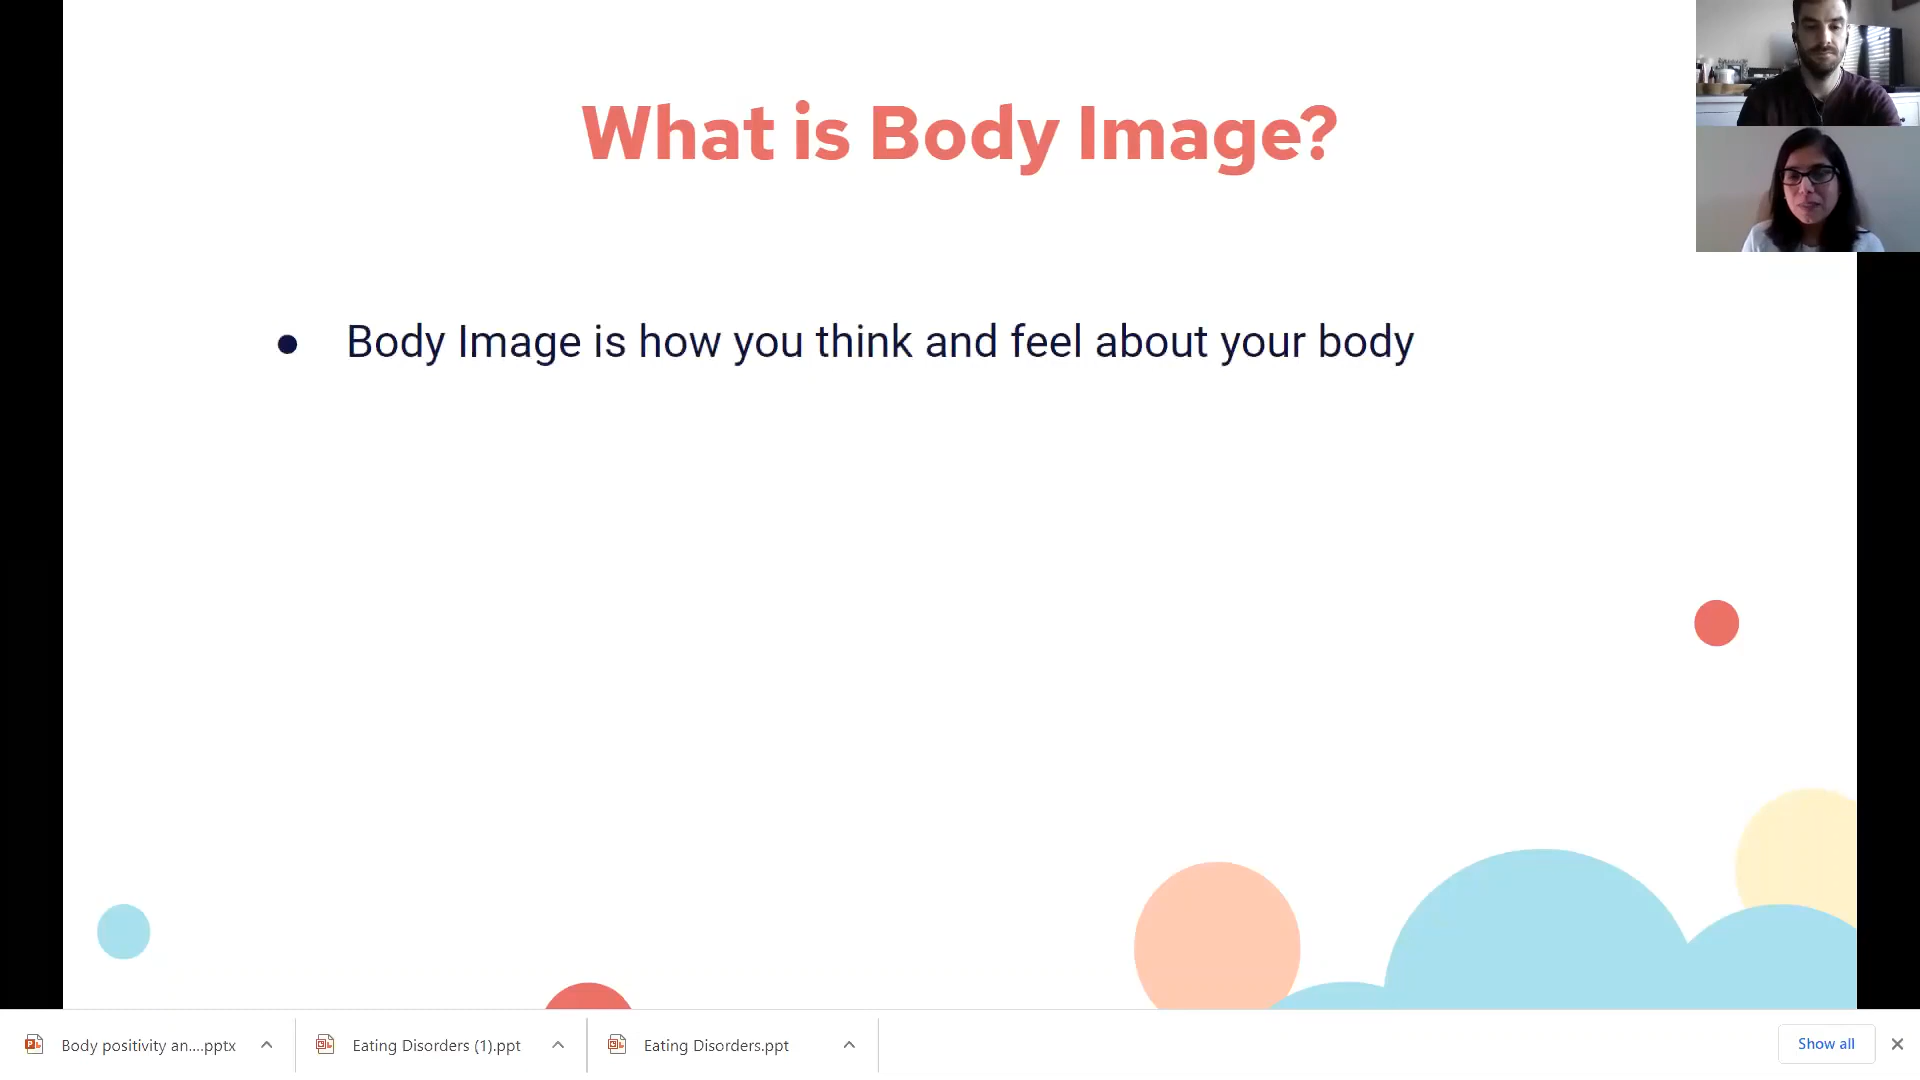 What is Body Image?
● Body Image is how you think and feel about your body
Body positivity an....pptx
Eating Disorders (1).ppt
Eating Disorders.ppt
Show all